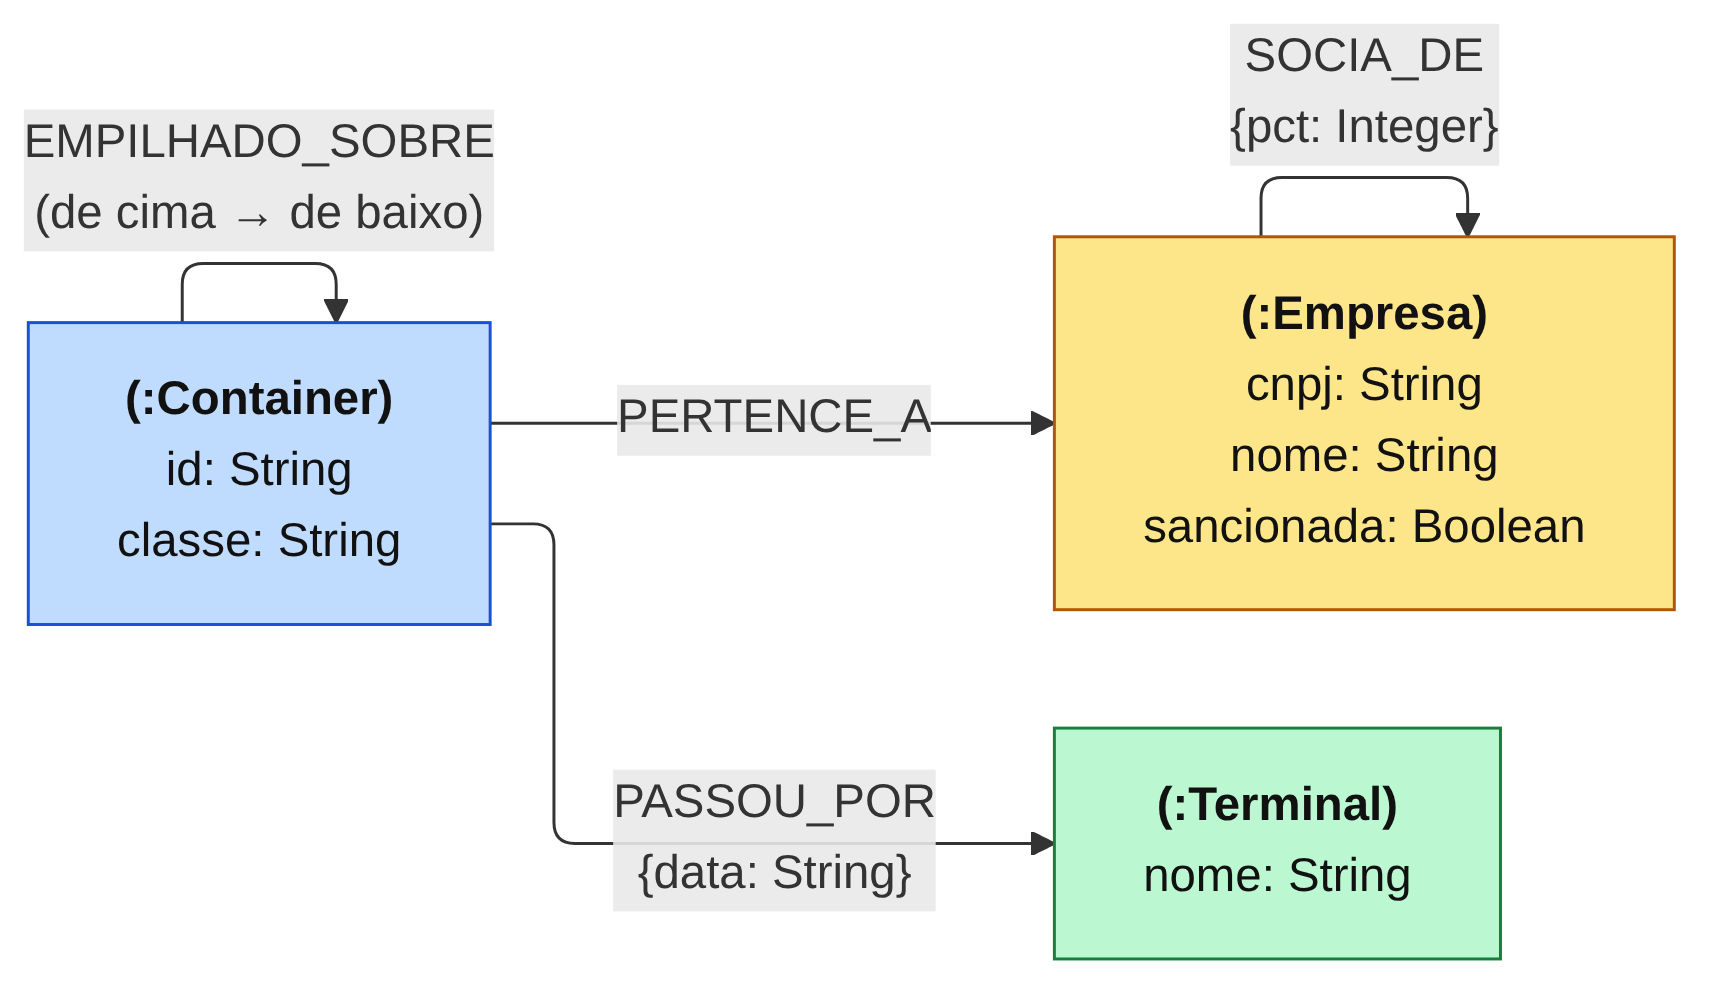 SOCIA_DE
{pct: Integer}
EMPILHADO_SOBRE
(de cima → de baixo)
(:Container)
id: String
classe: String
PERTENCE_A
(:Empresa)
cnpj: String
nome: String
sancionada: Boolean
PASSOU_POR
{data: String}
(:Terminal)
nome: String